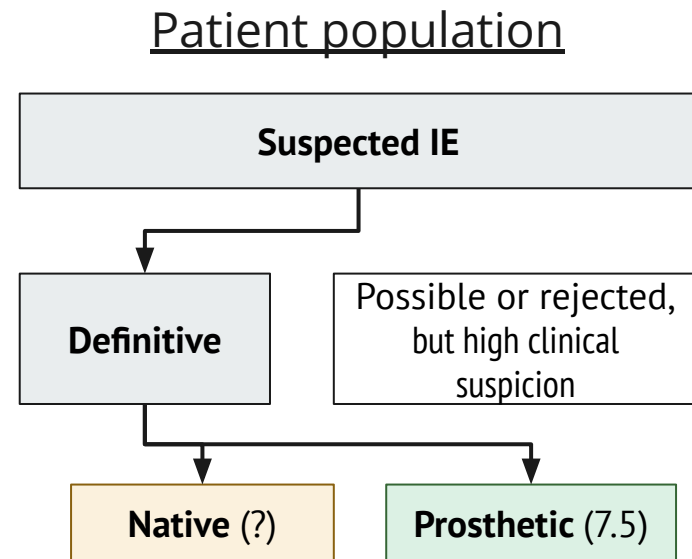 Patient population
Suspected IE
Definitive
Possible or rejected,
but high clinical
suspicion
Native (?)
Prosthetic (7.5)